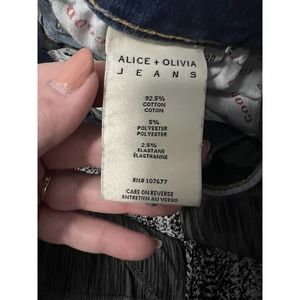 ALICE + OLIVIA
JEANS
92.5%
COTTON
COTON
5%
POLYESTER
POLYESTER
2.5%
ELASTANE
ÉLASTHANNE
RN# 107677
CARE ON REVERSE
ENTRETIEN AU VERSO